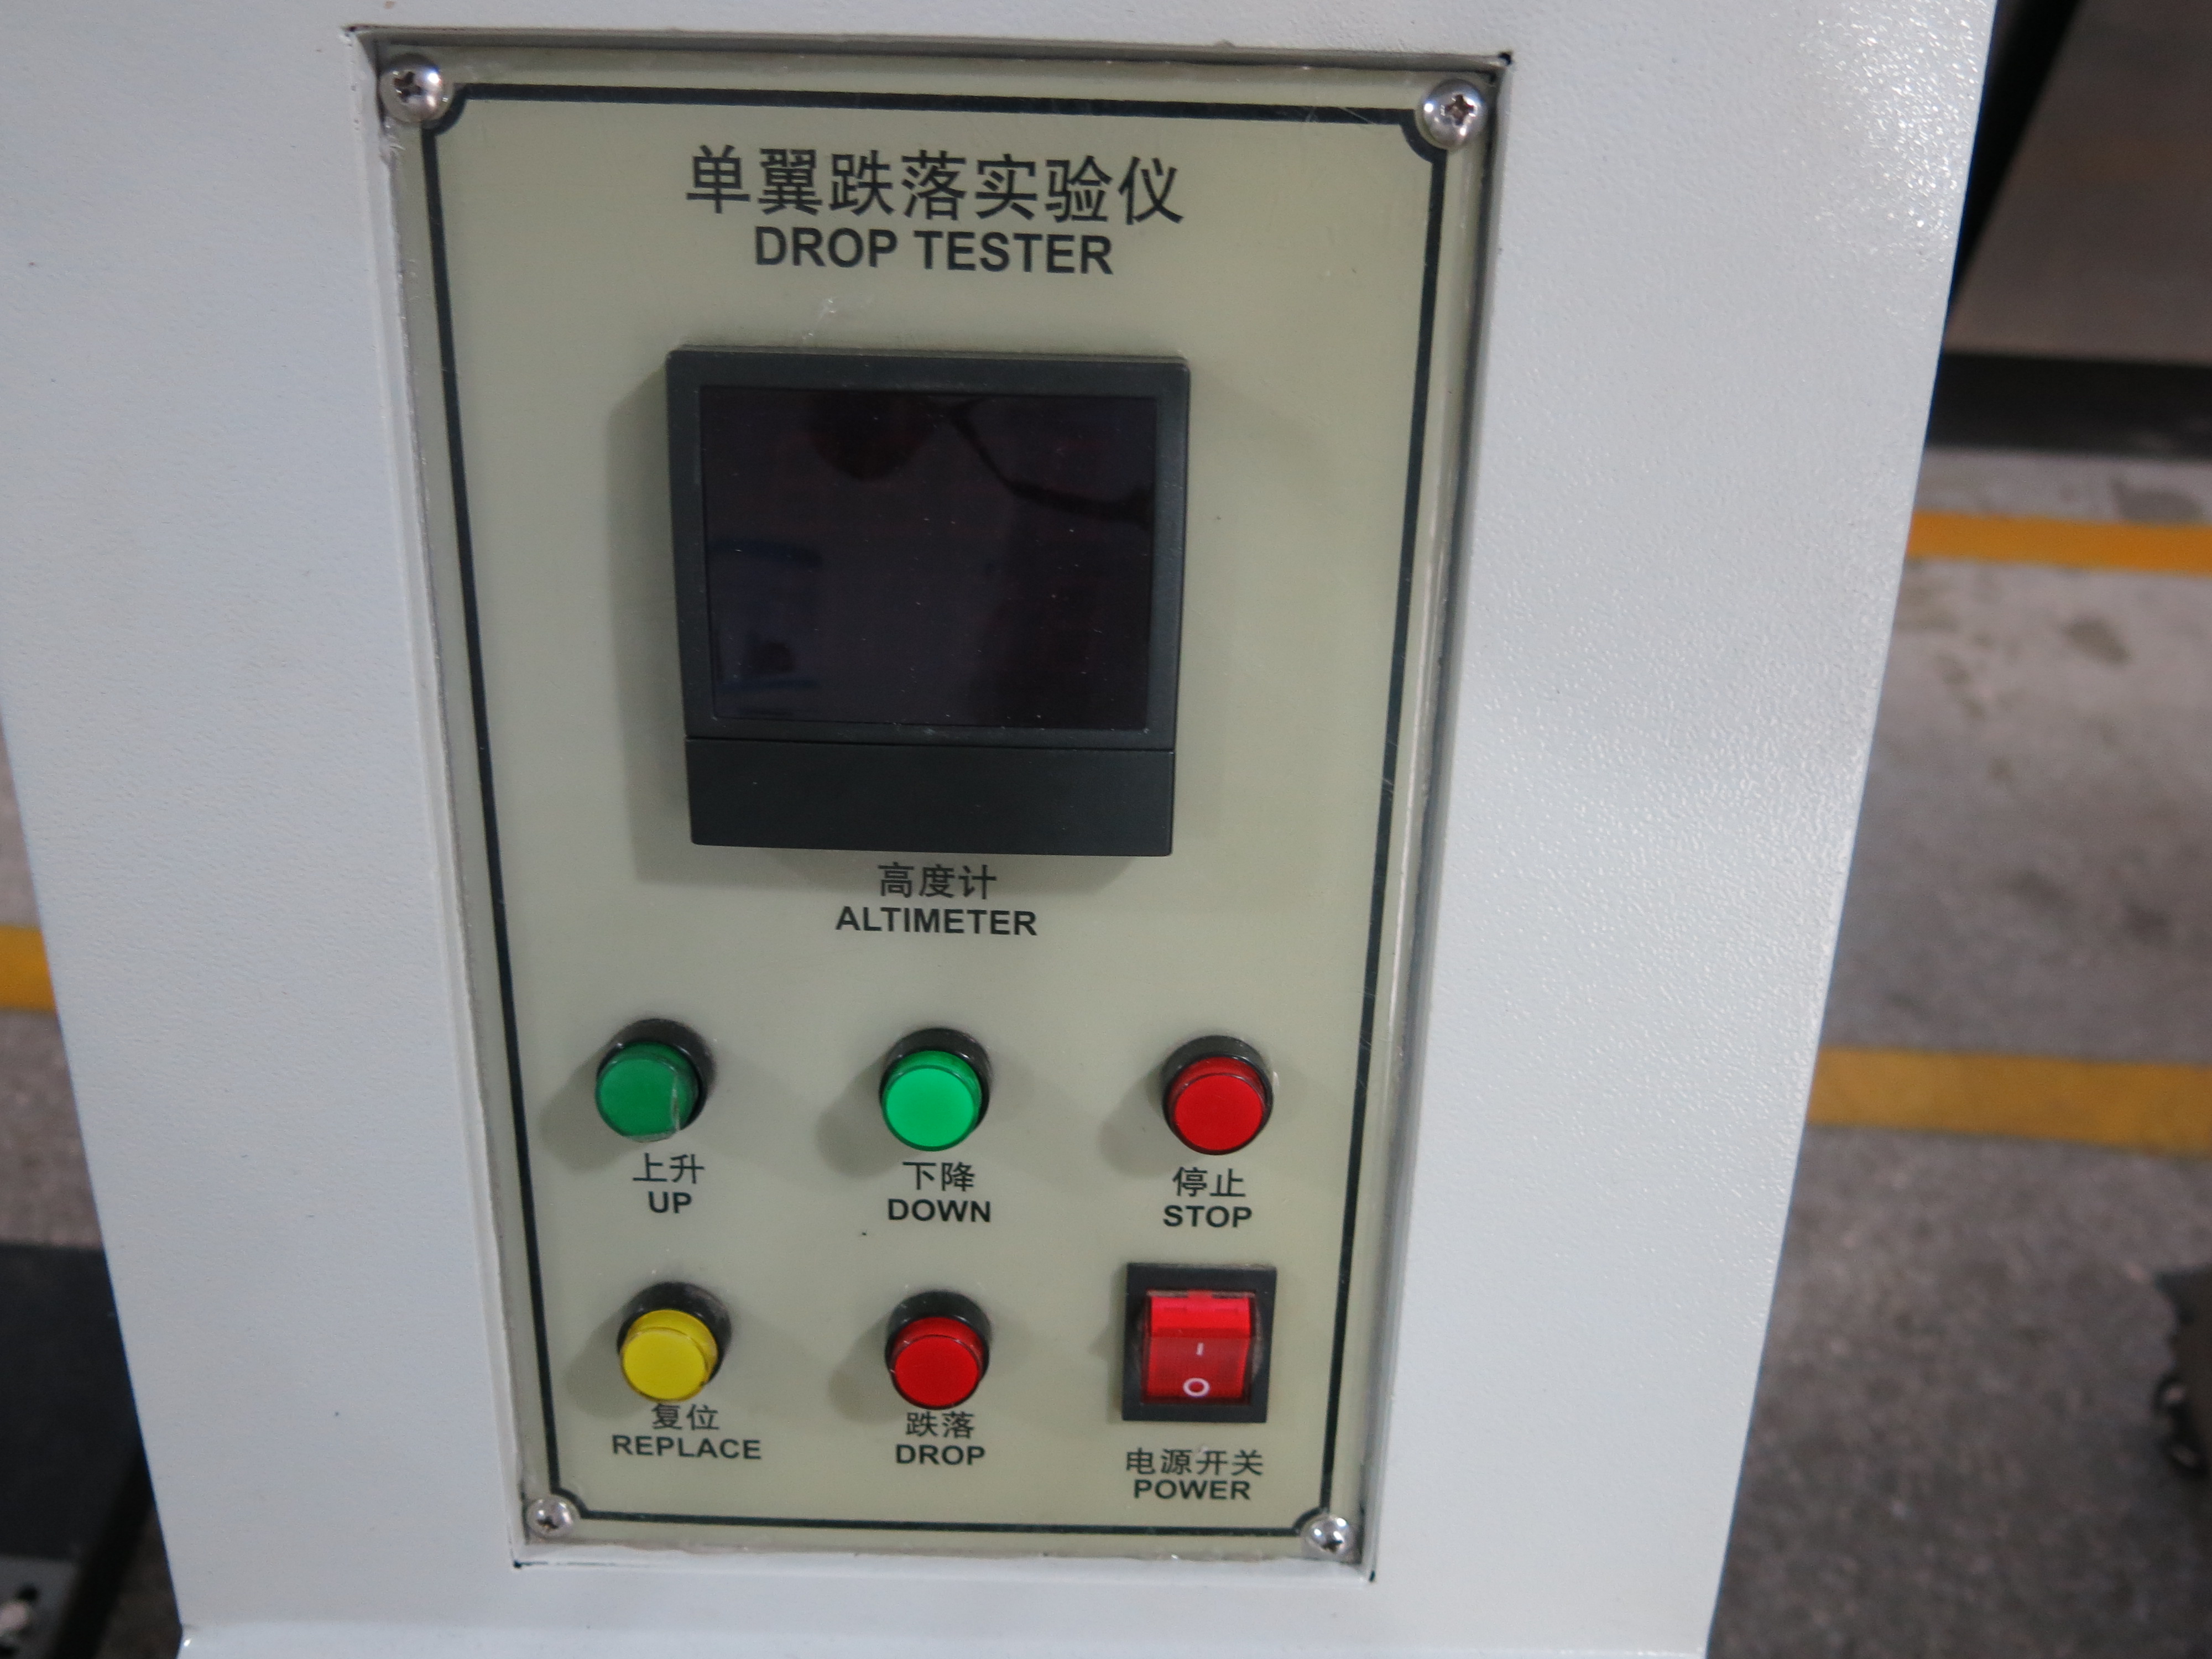 单翼跌落实验仪
DROP TESTER
高度计
ALTIMETER
上升
UP
下降
DOWN
停止
STOP
复位
REPLACE
跌落
DROP
电源开关
POWER